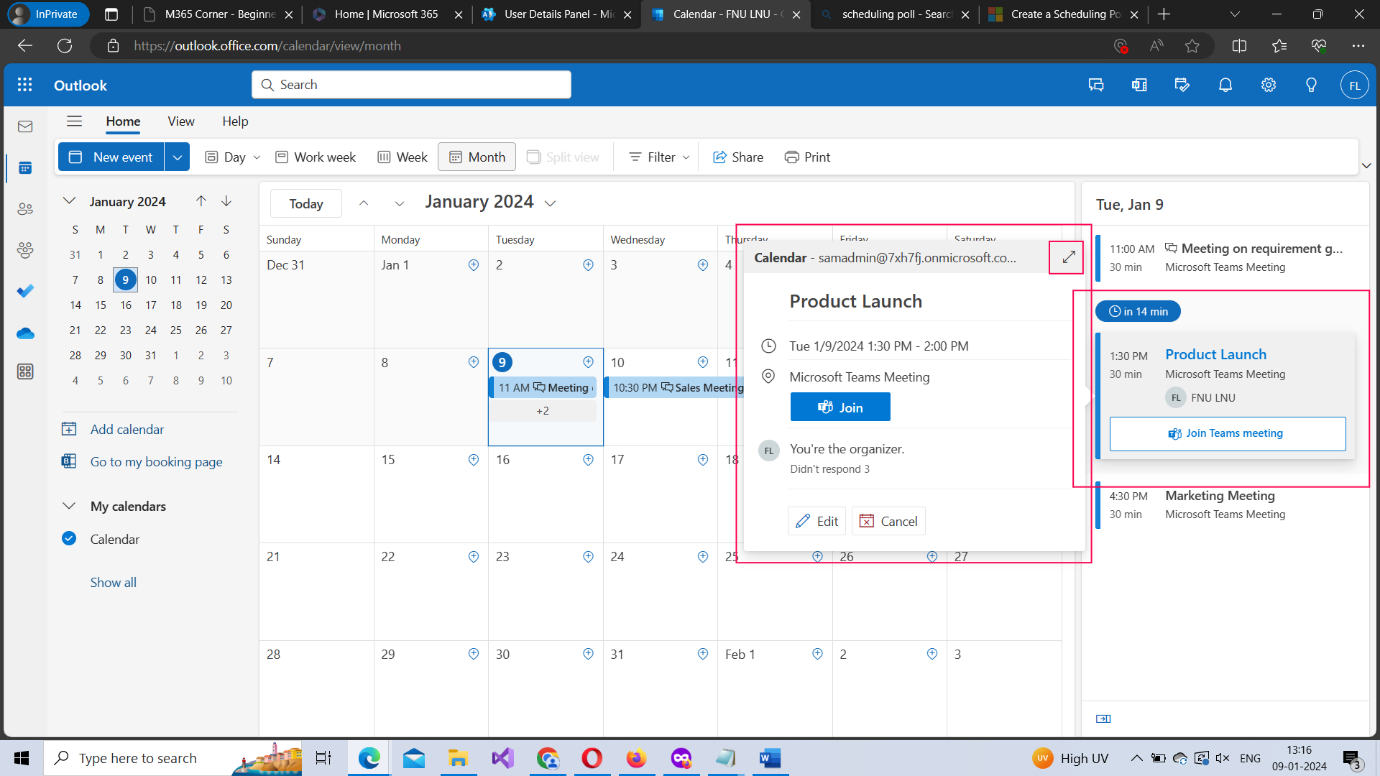 InPrivate
M365 Corner - Beginne
Home | Microsoft 365
User Details Panel - Mic
Calendar - FNU LNU - O
scheduling poll - Search
Create a Scheduling Po
https://outlook.office.com/calendar/view/month
Outlook
Search
FL
Home View Help
New event Day Work week Week Month Split view Filter Share Print
January 2024
S M T W T F S
31 1 2 3 4 5 6
7 8 9 10 11 12 13
14 15 16 17 18 19 20
21 22 23 24 25 26 27
28 29 30 31 1 2 3
4 5 6 7 8 9 10
Add calendar
Go to my booking page
My calendars
Calendar
Show all
Today January 2024
Sunday Monday Tuesday Wednesday Thursday Friday Saturday
Dec 31 Jan 1 2 3 4
7 8 9 10 11
11 AM Meeting 10:30 PM Sales Meeting
+2
14 15 16 17 18
21 22 23 24 25 26 27
28 29 30 31 Feb 1 2 3
Calendar - samadmin@7xh7fj.onmicrosoft.co...
Product Launch
Tue 1/9/2024 1:30 PM - 2:00 PM
Microsoft Teams Meeting
Join
FL You're the organizer.
Didn't respond 3
Edit Cancel
Tue, Jan 9
11:00 AM Meeting on requirement g...
30 min Microsoft Teams Meeting
in 14 min
1:30 PM Product Launch
30 min Microsoft Teams Meeting
FL FNU LNU
Join Teams meeting
4:30 PM Marketing Meeting
30 min Microsoft Teams Meeting
Type here to search
UV High UV
ENG
13:16
09-01-2024
3